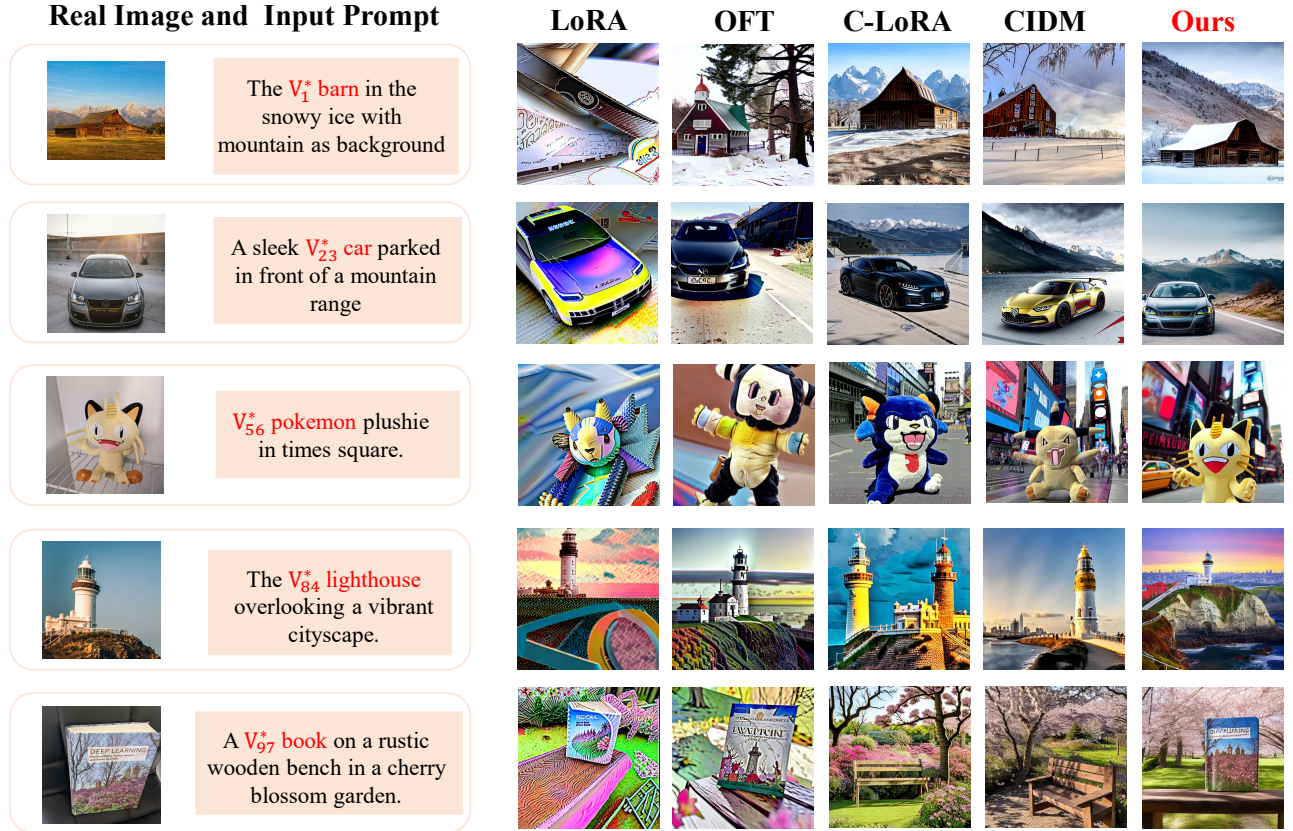 Real Image and Input Prompt
LoRA
OFT
C-LoRA
CIDM
Ours
The V₁* barn in the
snowy ice with
mountain as background
A sleek V₂₃* car parked
in front of a mountain
range
V₅₆* pokemon plushie
in times square.
The V₈₄* lighthouse
overlooking a vibrant
cityscape.
DEEP LEARNING
A V₉₇* book on a rustic
wooden bench in a cherry
blossom garden.